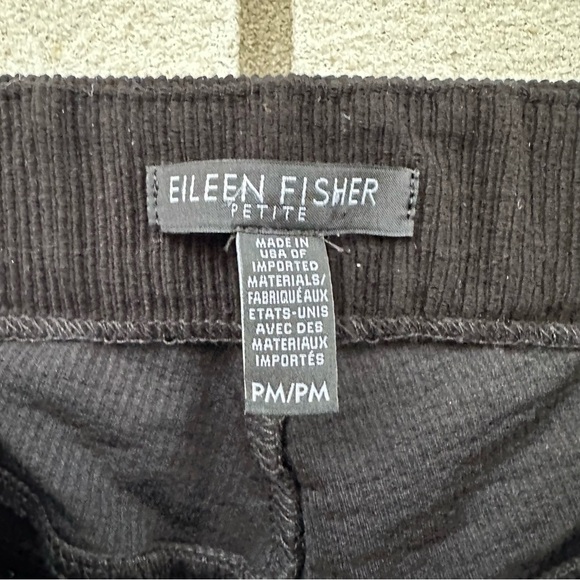 EILEEN FISHER
PETITE
MADE IN
USA OF
IMPORTED
MATERIALS/
FABRIQUÉ AUX
ETATS-UNIS
AVEC DES
MATERIAUX
IMPORTÉS
PM/PM